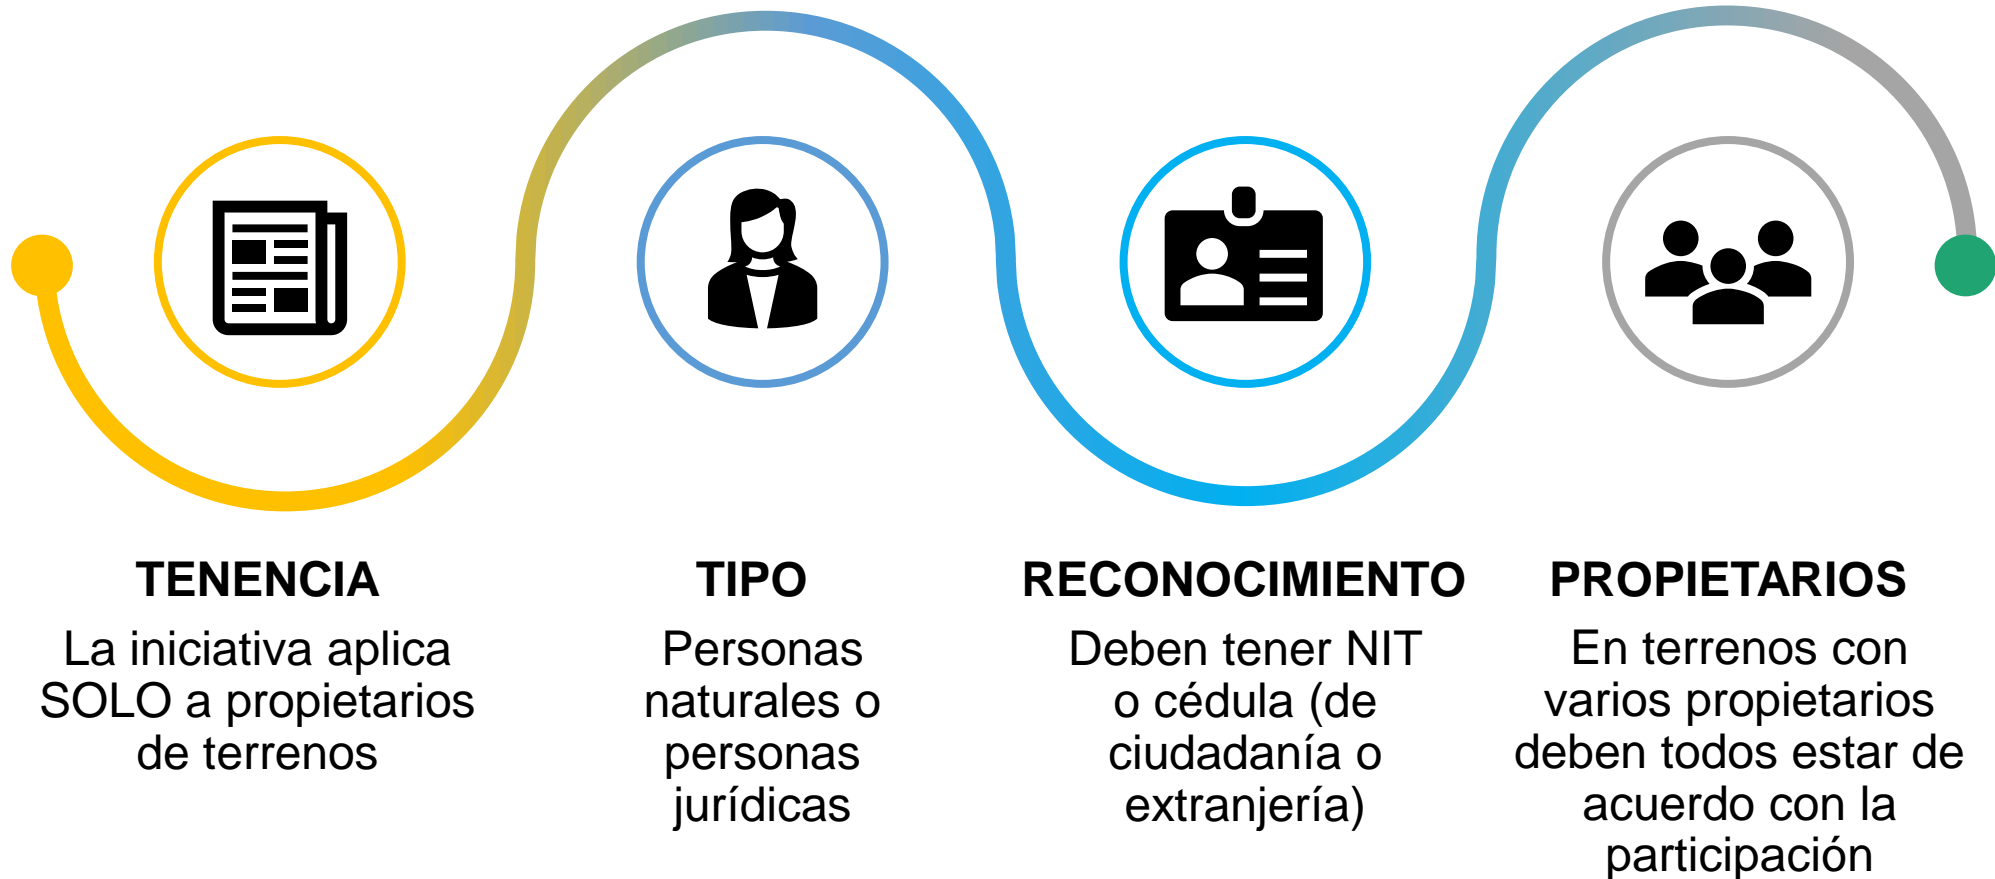 TENENCIA
La iniciativa aplica
SOLO a propietarios
de terrenos
TIPO
Personas
naturales o
personas
jurídicas
RECONOCIMIENTO
Deben tener NIT
o cédula (de
ciudadanía o
extranjería)
PROPIETARIOS
En terrenos con
varios propietarios
deben todos estar de
acuerdo con la
participación